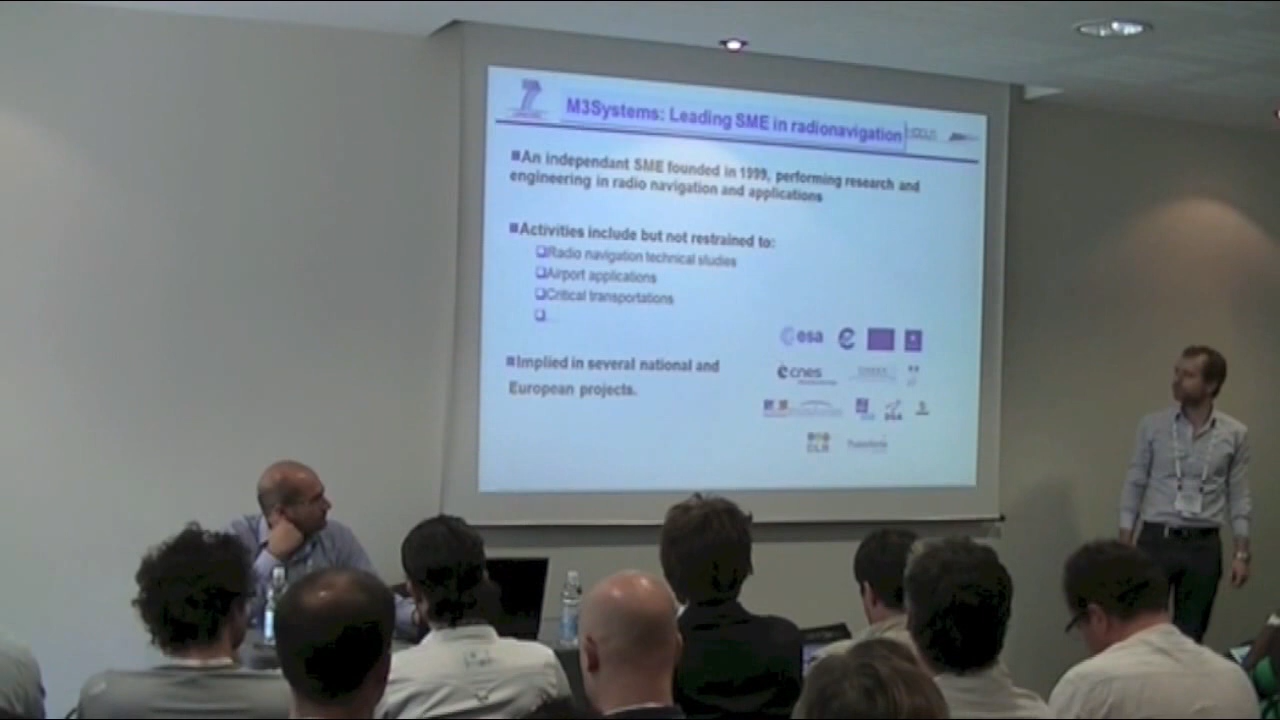 M3Systems: Leading SME in radionavigation
An independant SME founded in 1999, performing research and
engineering in radio navigation and applications
Activities include but not restrained to:
Radio navigation technical studies
Airport applications
Critical transportations
Implied in several national and
European projects.
esa
cnes
DLR